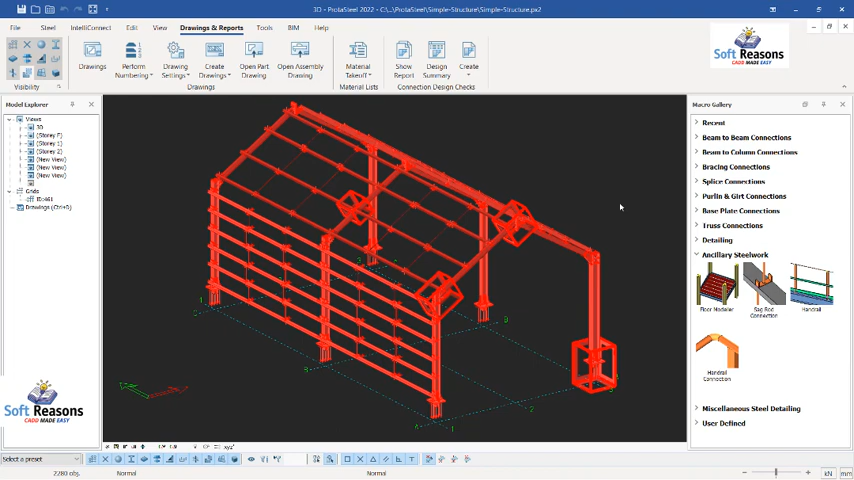 3D - ProtaSteel 2022 - C:\...\ProtaSteel\Simple-Structure\Simple-Structure.px2
File Steel IntelliConnect Edit View Drawings & Reports Tools BIM Help
Drawings
Perform Numbering
Drawing Settings
Create Drawings
Open Part Drawing
Open Assembly Drawing
Material Takeoff
Show Report
Design Summary
Create
Visibility
Drawings
Material Lists
Connection Design Checks
Soft Reasons
CADD MADE EASY
Model Explorer
Views
3D
(Storey F)
(Storey 1)
(Storey 2)
(New View)
(New View)
(New View)
Grids
Drawings (Ctrl+D)
C
B
A
1
2
B
Macro Gallery
Recent
Beam to Beam Connections
Beam to Column Connections
Bracing Connections
Splice Connections
Purlin & Girt Connections
Base Plate Connections
Truss Connections
Detailing
Ancillary Steelwork
Floor Modeler
Sag Rod Connection
Handrail
Handrail Connection
Miscellaneous Steel Detailing
User Defined
Soft Reasons
CADD MADE EASY
Select a preset
2280 obj.
Normal
Normal
kN
mm